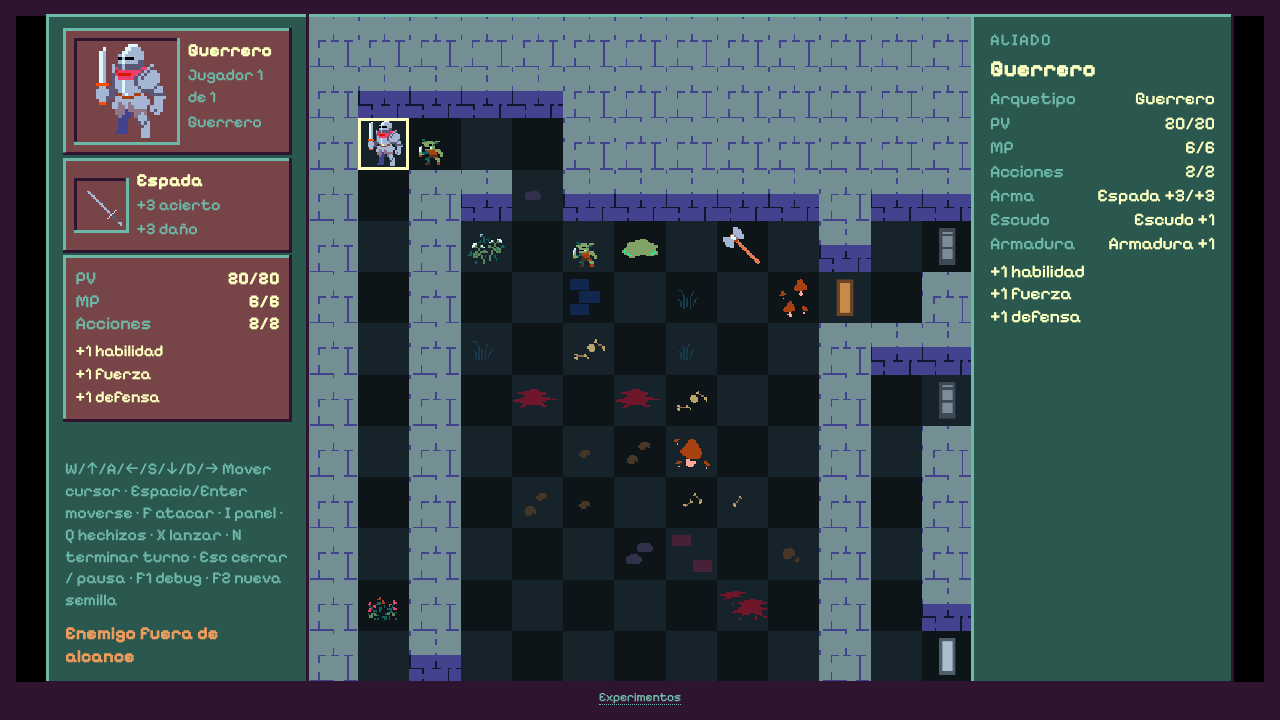 Guerrero
Jugador 1
de 1
Guerrero
Espada
+3 acierto
+3 daño
PV 20/20
MP 6/6
Acciones 2/2
+1 habilidad
+1 fuerza
+1 defensa
W/↑/A/←/S/↓/D/→ Mover
cursor · Espacio/Enter
moverse · F atacar · I panel ·
Q hechizos · X lanzar · N
terminar turno · Esc cerrar
/ pausa · F1 debug · F2 nueva
semilla
Enemigo fuera de
alcance
ALIADO
Guerrero
Arquetipo Guerrero
PV 20/20
MP 6/6
Acciones 2/2
Arma Espada +3/+3
Escudo Escudo +1
Armadura Armadura +1
+1 habilidad
+1 fuerza
+1 defensa
Experimentos